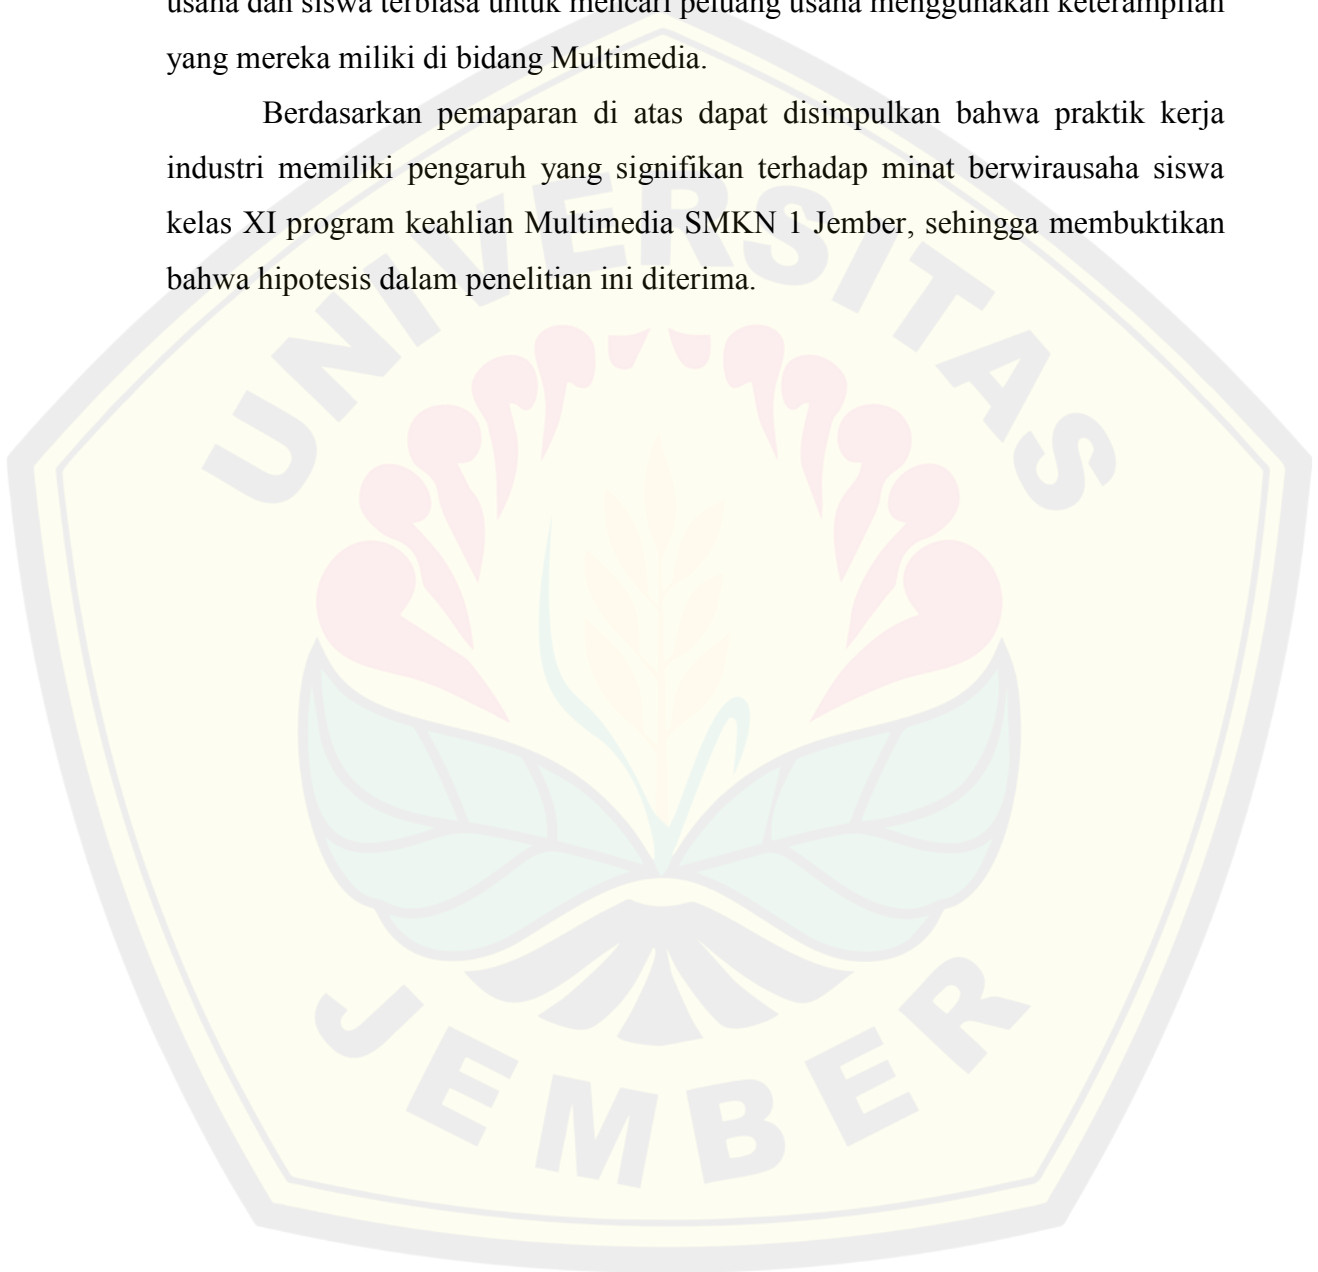 usaha dan siswa terbiasa untuk mencari peluang usaha menggunakan keterampilan
yang mereka miliki di bidang Multimedia.
Berdasarkan pemaparan di atas dapat disimpulkan bahwa praktik kerja
industri memiliki pengaruh yang signifikan terhadap minat berwirausaha siswa
kelas XI program keahlian Multimedia SMKN 1 Jember, sehingga membuktikan
bahwa hipotesis dalam penelitian ini diterima.
UNIVERSITAS
JEMBER